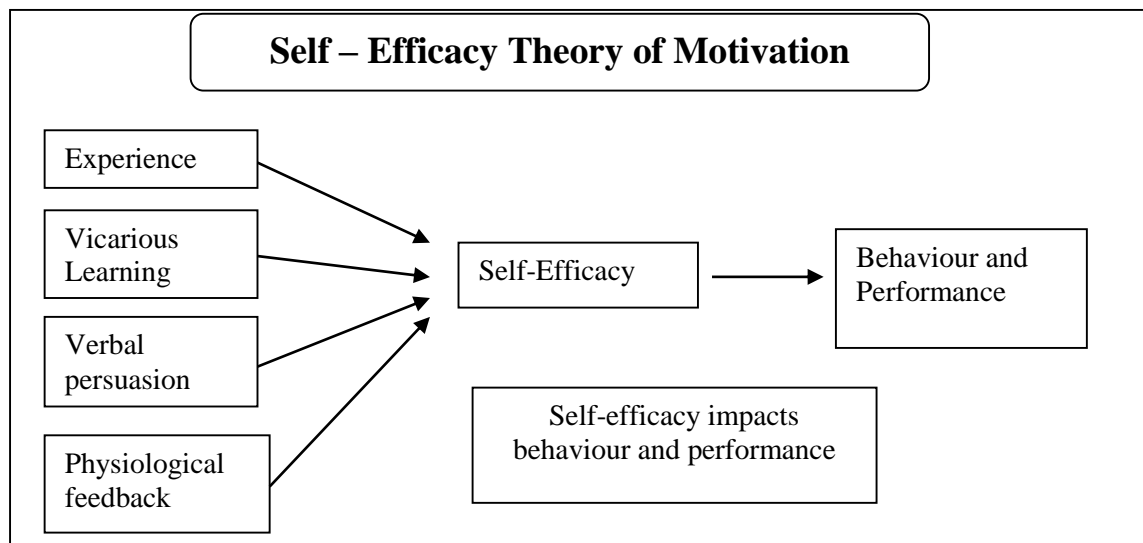 Self – Efficacy Theory of Motivation
Experience
Vicarious
Learning
Verbal
persuasion
Physiological
feedback
Self-Efficacy
Behaviour and
Performance
Self-efficacy impacts
behaviour and performance